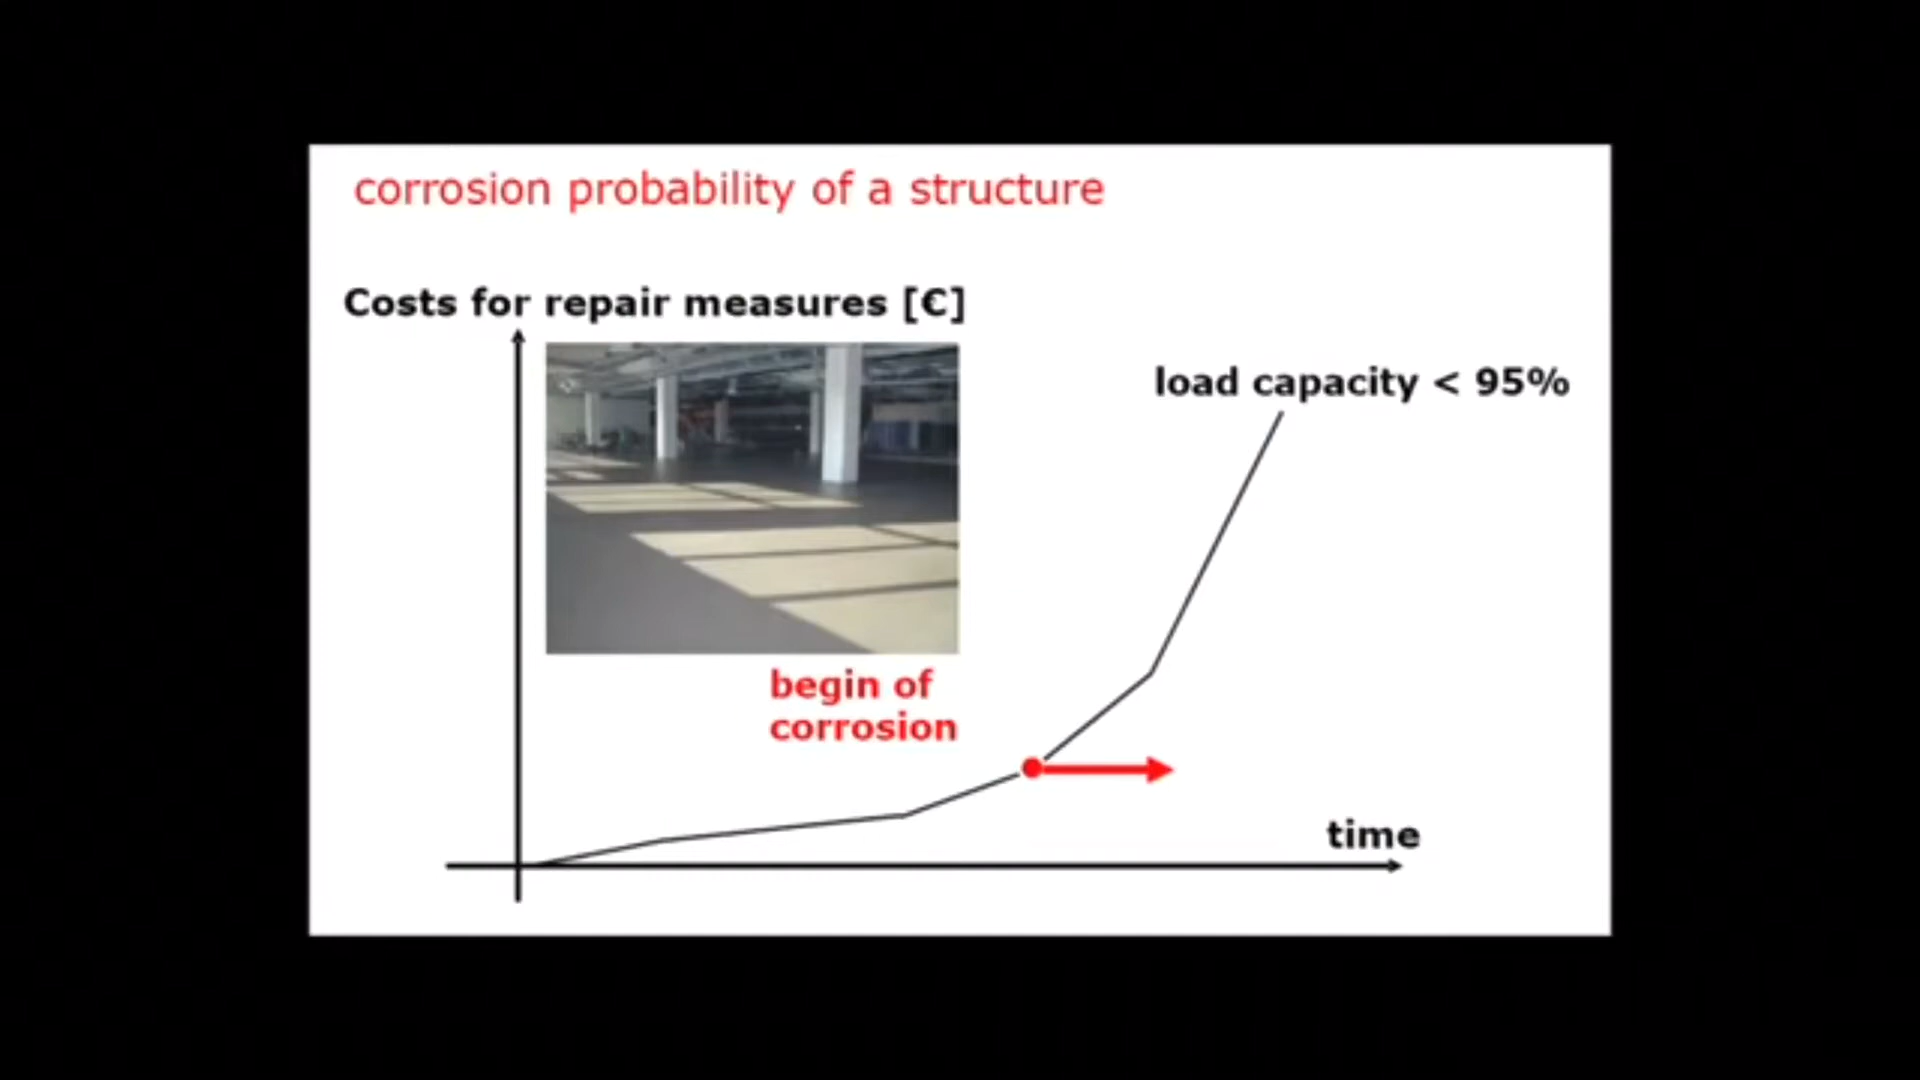 corrosion probability of a structure
Costs for repair measures [€]
load capacity < 95%
begin of
corrosion
time